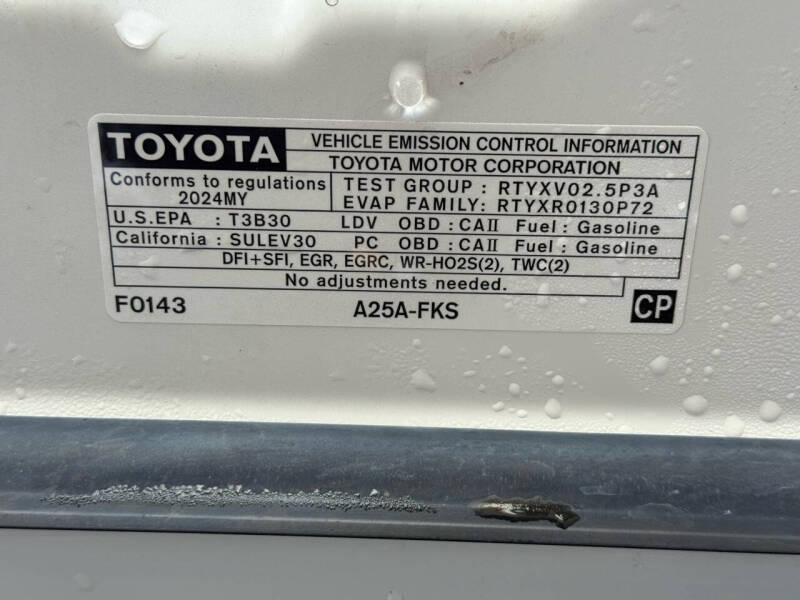 TOYOTA VEHICLE EMISSION CONTROL INFORMATION
TOYOTA MOTOR CORPORATION
Conforms to regulations TEST GROUP : RTYXV02.5P3A
2024MY EVAP FAMILY: RTYXR0130P72
U.S.EPA : T3B30 LDV OBD : CAII Fuel : Gasoline
California : SULEV30 PC OBD : CAII Fuel : Gasoline
DFI+SFI, EGR, EGRC, WR-HO2S(2), TWC(2)
No adjustments needed.
F0143 A25A-FKS CP